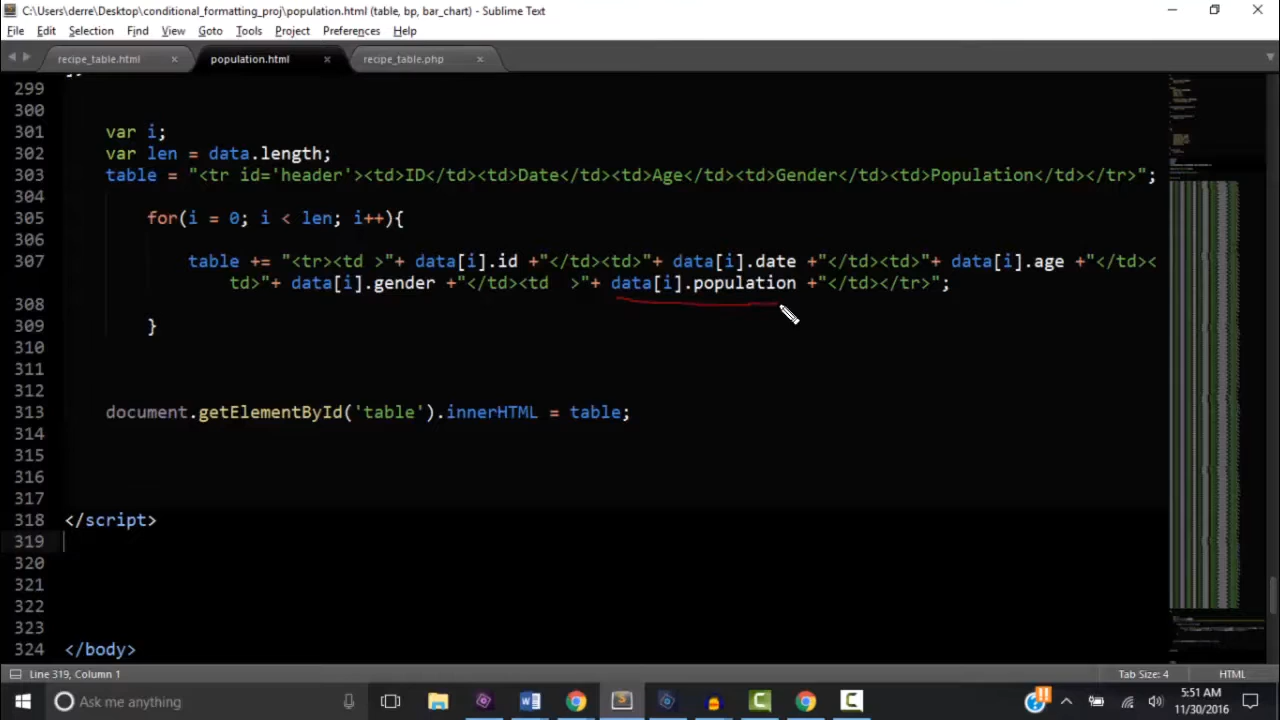 C:\Users\derre\Desktop\conditional_formatting_proj\population.html (table, bp, bar_chart) - Sublime Text
File Edit Selection Find View Goto Tools Project Preferences Help
recipe_table.html population.html recipe_table.php
299
300
301 var i;
302 var len = data.length;
303 table = "<tr id='header'><td>ID</td><td>Date</td><td>Age</td><td>Gender</td><td>Population</td></tr>";
304
305 for(i = 0; i < len; i++){
306
307 table += "<tr><td >"+ data[i].id +"</td><td>"+ data[i].date +"</td><td>"+ data[i].age +"</td><
td>"+ data[i].gender +"</td><td  >"+ data[i].population +"</td></tr>";
308
309 }
310
311
312
313 document.getElementById('table').innerHTML = table;
314
315
316
317
318 </script>
319
320
321
322
323
324 </body>
Line 319, Column 1 Tab Size: 4 HTML
Ask me anything 5:51 AM
11/30/2016